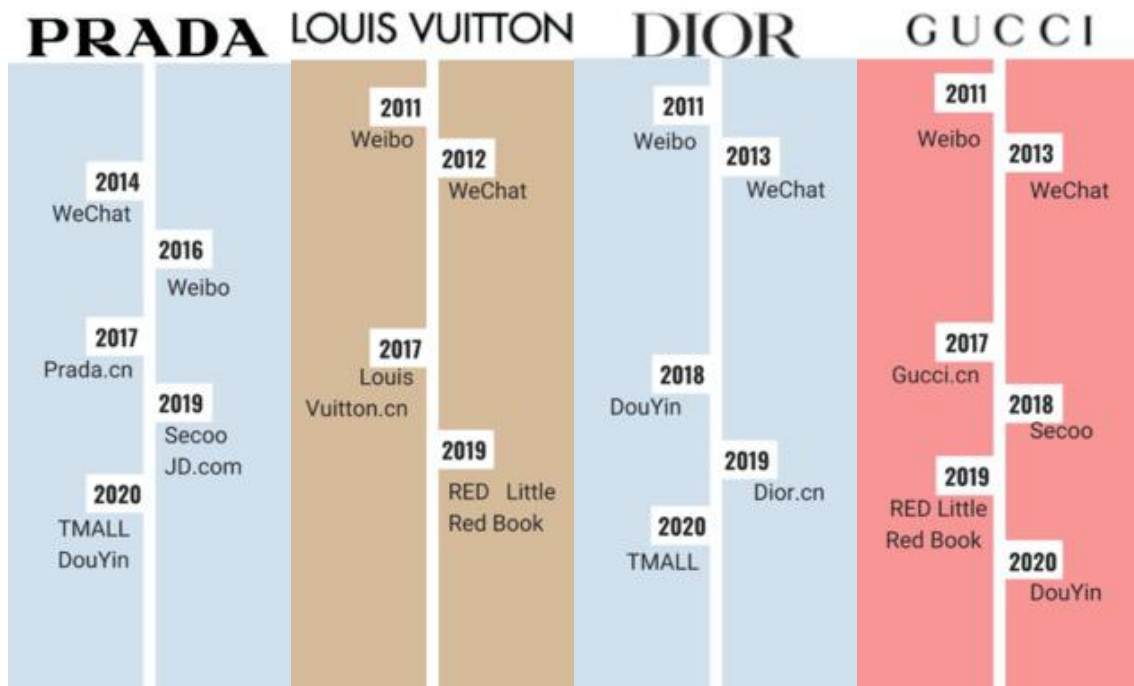 PRADA
2014
WeChat
2016
Weibo
2017
Prada.cn
2019
Secoo
JD.com
2020
TMALL
DouYin
LOUIS VUITTON
2011
Weibo
2012
WeChat
2017
Louis
Vuitton.cn
2019
RED Little
Red Book
DIOR
2011
Weibo
2013
WeChat
2018
DouYin
2019
Dior.cn
2020
TMALL
GUCCI
2011
Weibo
2013
WeChat
2017
Gucci.cn
2018
Secoo
2019
RED Little
Red Book
2020
DouYin